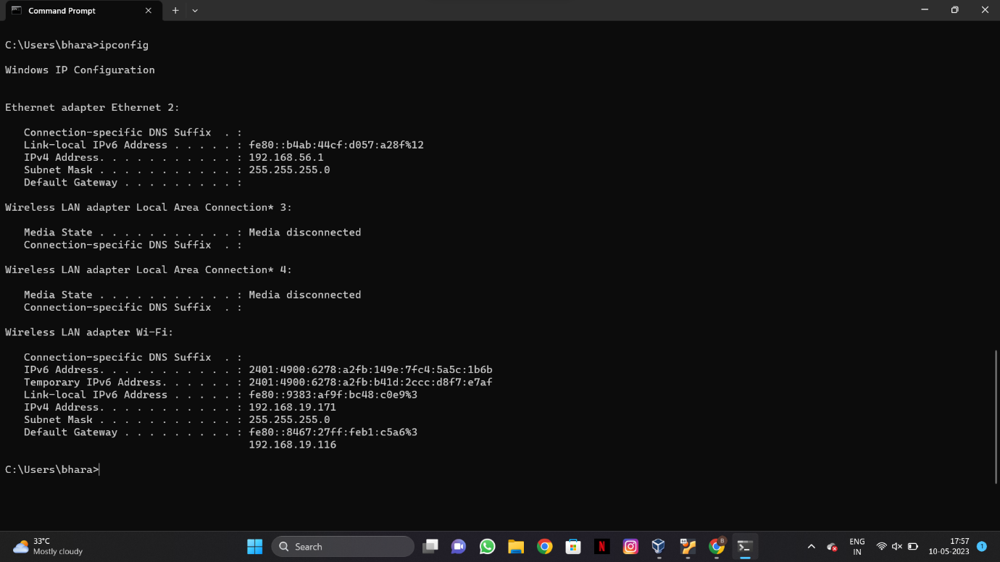 Command Prompt
C:\Users\bhara>ipconfig
Windows IP Configuration
Ethernet adapter Ethernet 2:
   Connection-specific DNS Suffix  . :
   Link-local IPv6 Address . . . . . : fe80::b4ab:44cf:d057:a28f%12
   IPv4 Address. . . . . . . . . . . : 192.168.56.1
   Subnet Mask . . . . . . . . . . . : 255.255.255.0
   Default Gateway . . . . . . . . . :
Wireless LAN adapter Local Area Connection* 3:
   Media State . . . . . . . . . . . : Media disconnected
   Connection-specific DNS Suffix  . :
Wireless LAN adapter Local Area Connection* 4:
   Media State . . . . . . . . . . . : Media disconnected
   Connection-specific DNS Suffix  . :
Wireless LAN adapter Wi-Fi:
   Connection-specific DNS Suffix  . :
   IPv6 Address. . . . . . . . . . . : 2401:4900:6278:a2fb:149e:7fc4:5a5c:1b6b
   Temporary IPv6 Address. . . . . . : 2401:4900:6278:a2fb:b41d:2ccc:d8f7:e7af
   Link-local IPv6 Address . . . . . : fe80::9383:af9f:bc48:c0e9%3
   IPv4 Address. . . . . . . . . . . : 192.168.19.171
   Subnet Mask . . . . . . . . . . . : 255.255.255.0
   Default Gateway . . . . . . . . . : fe80::8467:27ff:feb1:c5a6%3
                                       192.168.19.116
C:\Users\bhara>
33°C
Mostly cloudy
Search
N
B
ENG
IN
17:57
10-05-2023
1